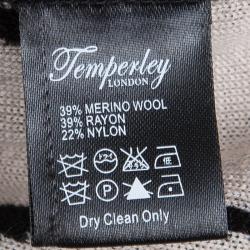 Temperley
LONDON
39% MERINO WOOL
39% RAYON
22% NYLON
P
Dry Clean Only